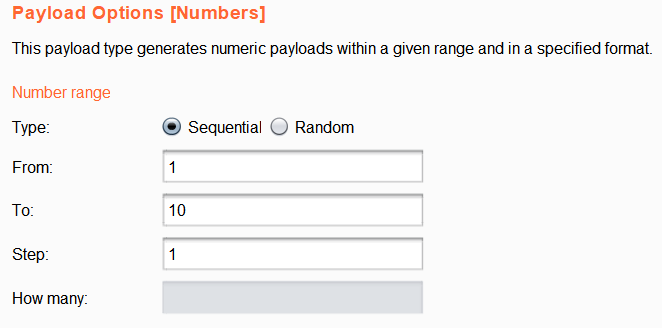 Payload Options [Numbers]
This payload type generates numeric payloads within a given range and in a specified format.
Number range
Type: Sequential Random
From: 1
To: 10
Step: 1
How many: